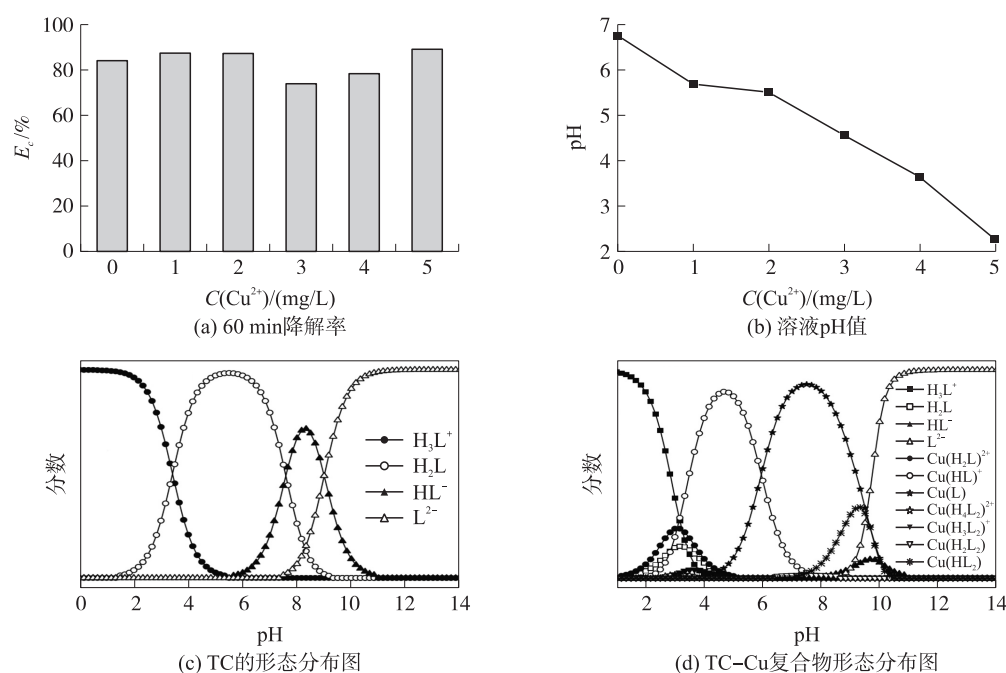 100
80
60
40
20
0
E_c/%
0 1 2 3 4 5
C(Cu²⁺)/(mg/L)
(a) 60 min降解率
7
6
5
4
3
2
pH
0 1 2 3 4 5
C(Cu²⁺)/(mg/L)
(b) 溶液pH值
分数
H₃L⁺
H₂L
HL⁻
L²⁻
0 2 4 6 8 10 12 14
pH
(c) TC的形态分布图
分数
H₃L⁺
H₂L
HL⁻
L²⁻
Cu(H₂L)²⁺
Cu(HL)⁺
Cu(L)
Cu(H₄L₂)²⁺
Cu(H₃L₂)⁺
Cu(H₂L₂)
Cu(HL₂)
2 4 6 8 10 12 14
pH
(d) TC-Cu复合物形态分布图